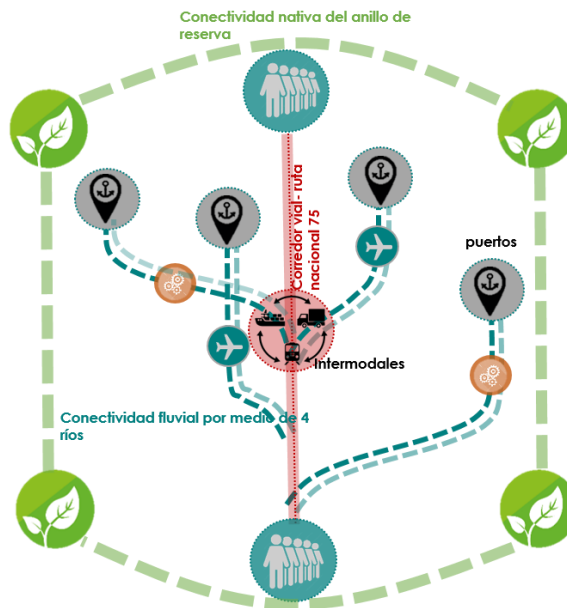 Conectividad nativa del anillo de
reserva
Corredor vial- ruta
nacional 75
puertos
Intermodales
Conectividad fluvial por medio de 4
ríos